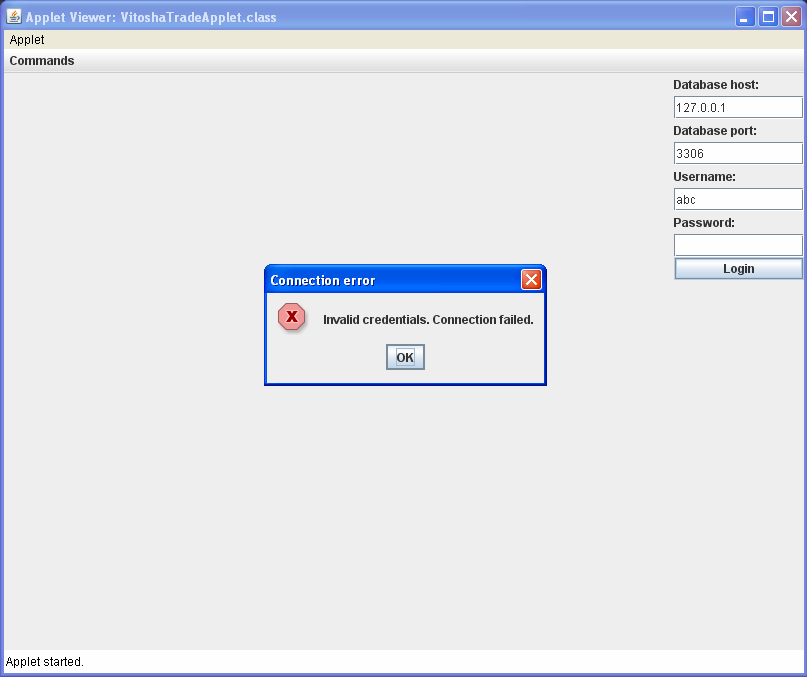 Applet Viewer: VitoshaTradeApplet.class
Applet
Commands
Database host:
127.0.0.1
Database port:
3306
Username:
abc
Password:
Login
Connection error
X
Invalid credentials. Connection failed.
OK
Applet started.